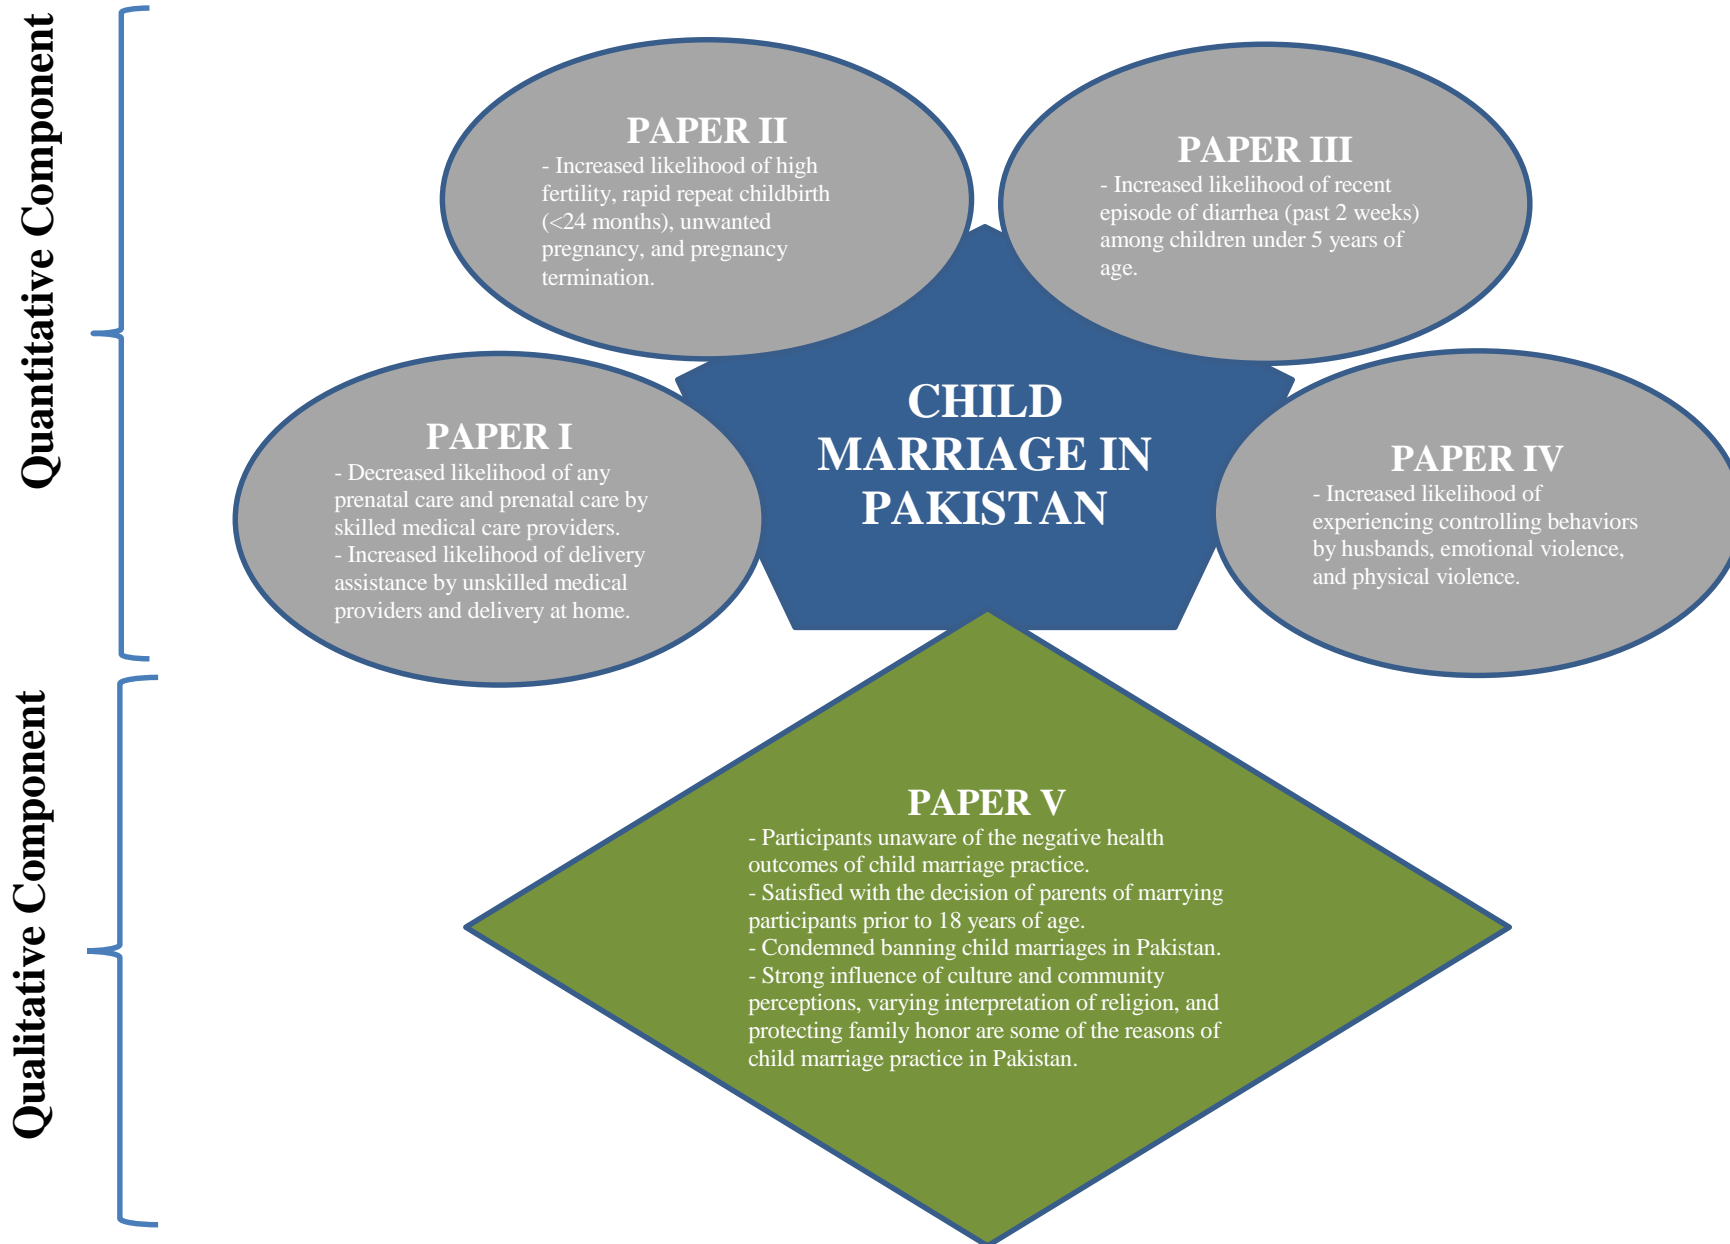 Quantitative Component
PAPER II
- Increased likelihood of high
fertility, rapid repeat childbirth
(<24 months), unwanted
pregnancy, and pregnancy
termination.
PAPER III
- Increased likelihood of recent
episode of diarrhea (past 2 weeks)
among children under 5 years of
age.
PAPER I
- Decreased likelihood of any
prenatal care and prenatal care by
skilled medical care providers.
- Increased likelihood of delivery
assistance by unskilled medical
providers and delivery at home.
CHILD
MARRIAGE IN
PAKISTAN
PAPER IV
- Increased likelihood of
experiencing controlling behaviors
by husbands, emotional violence,
and physical violence.
Qualitative Component
PAPER V
- Participants unaware of the negative health
outcomes of child marriage practice.
- Satisfied with the decision of parents of marrying
participants prior to 18 years of age.
- Condemned banning child marriages in Pakistan.
- Strong influence of culture and community
perceptions, varying interpretation of religion, and
protecting family honor are some of the reasons of
child marriage practice in Pakistan.